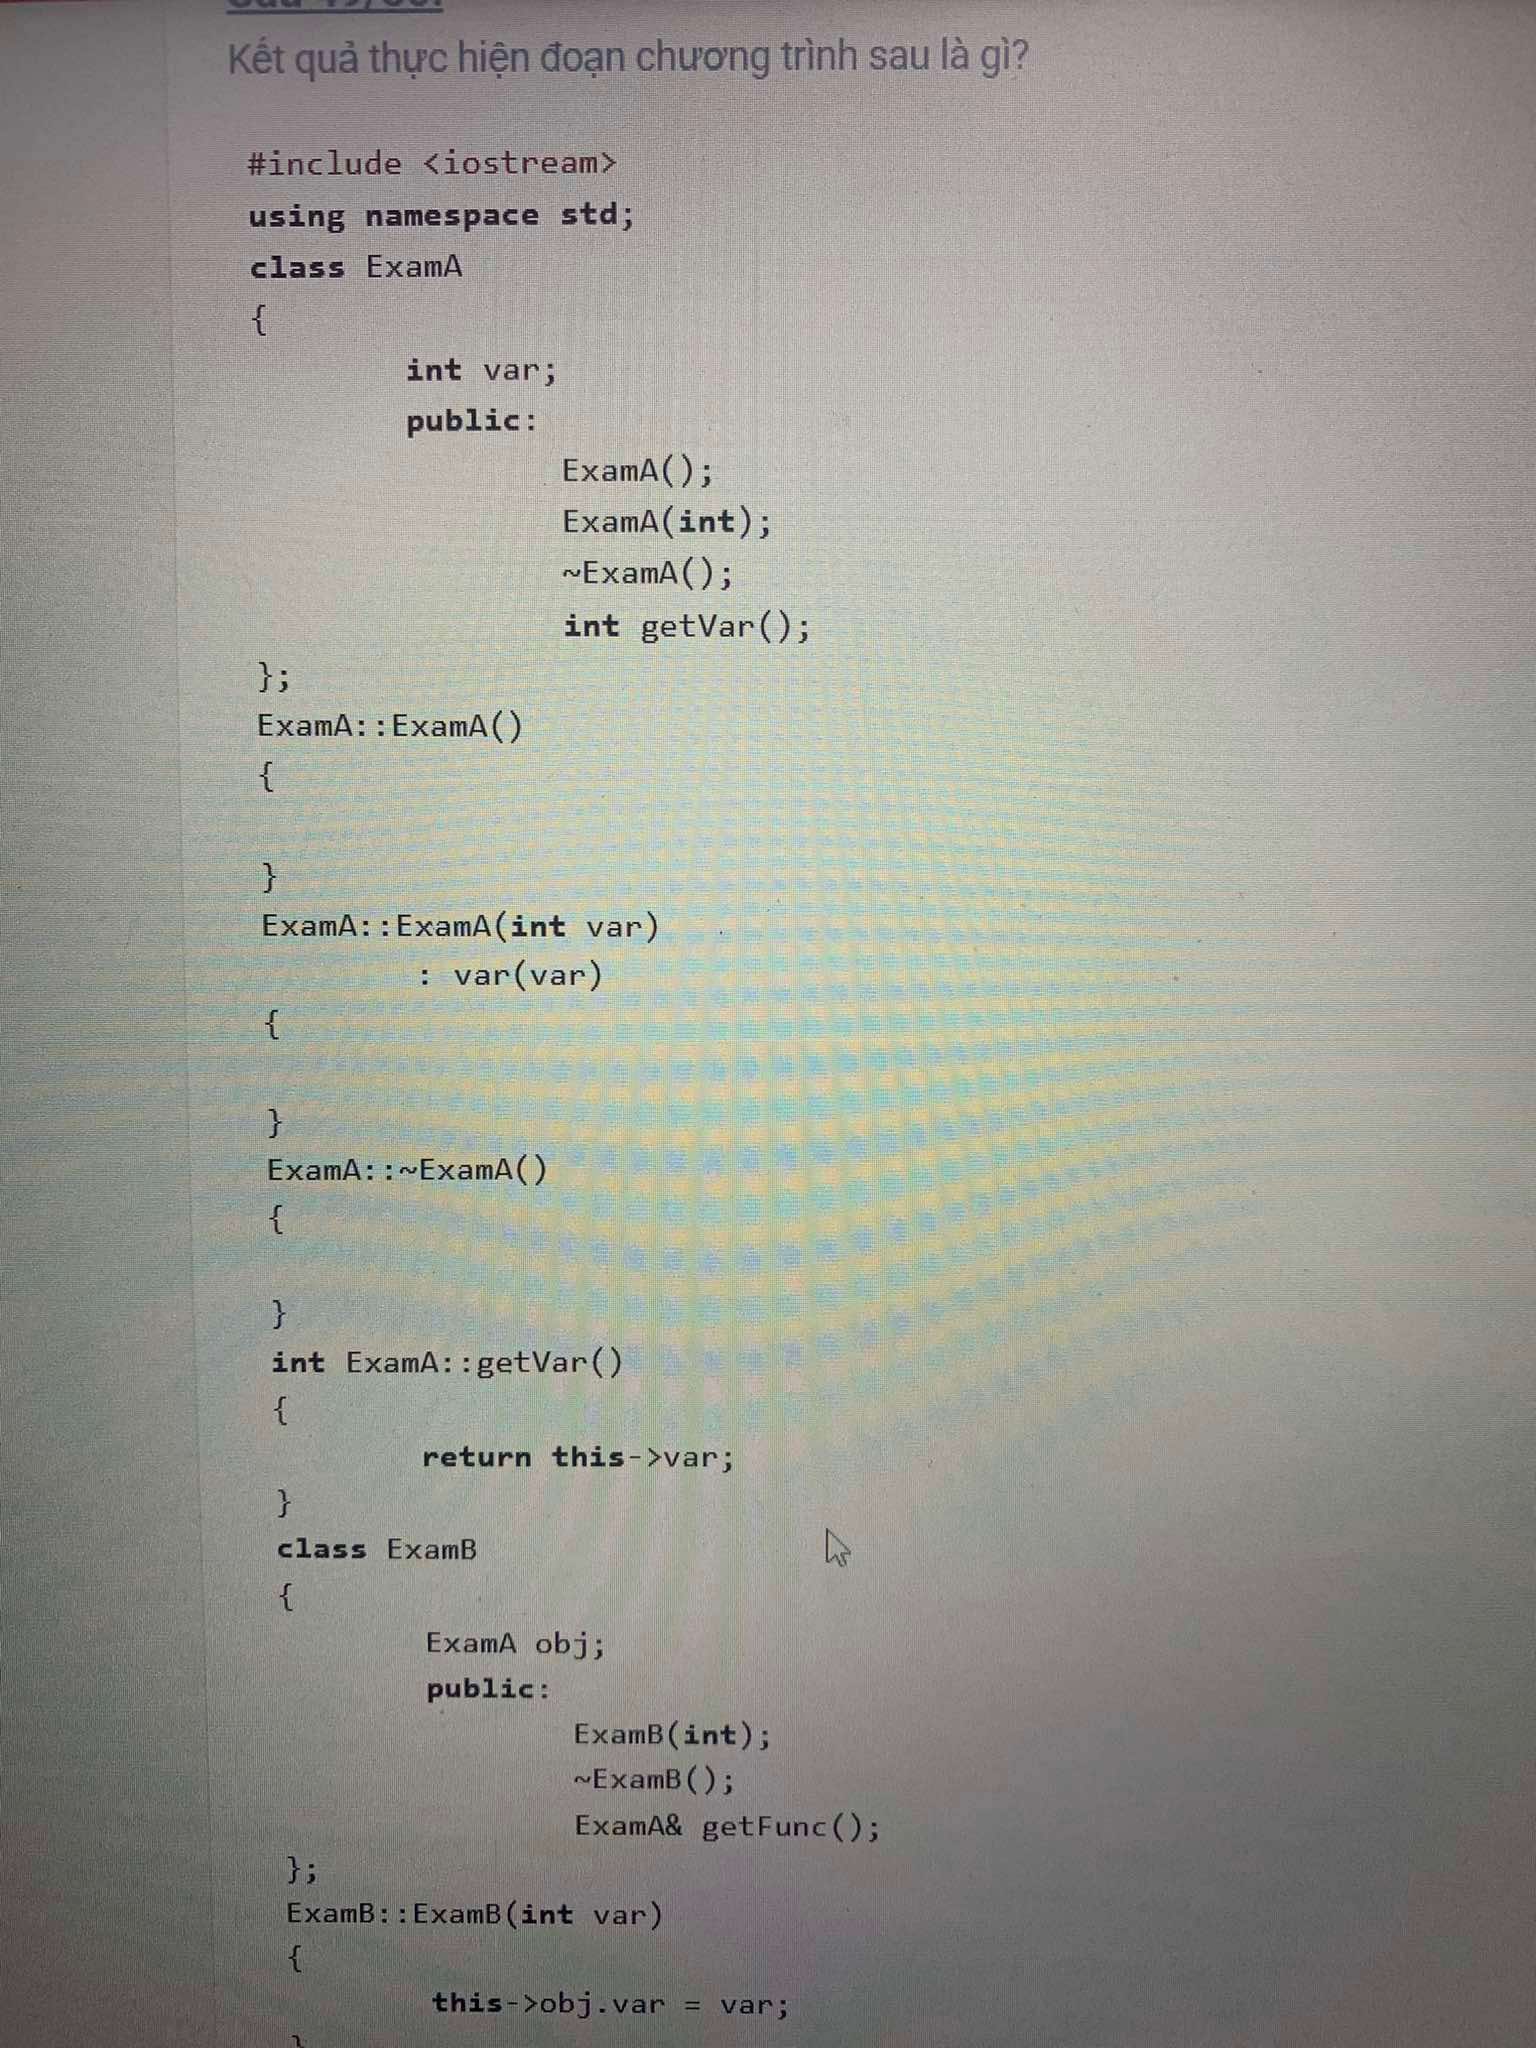 Kết quả thực hiện đoạn chương trình sau là gì?
#include <iostream>
using namespace std;
class ExamA
{
int var;
public:
ExamA();
ExamA(int);
~ExamA();
int getVar();
};
ExamA::ExamA()
{
}
ExamA::ExamA(int var)
: var(var)
{
}
ExamA::~ExamA()
{
}
int ExamA::getVar()
{
return this->var;
}
class ExamB
{
ExamA obj;
public:
ExamB(int);
~ExamB();
ExamA& getFunc();
};
ExamB::ExamB(int var)
{
this->obj.var = var;
}